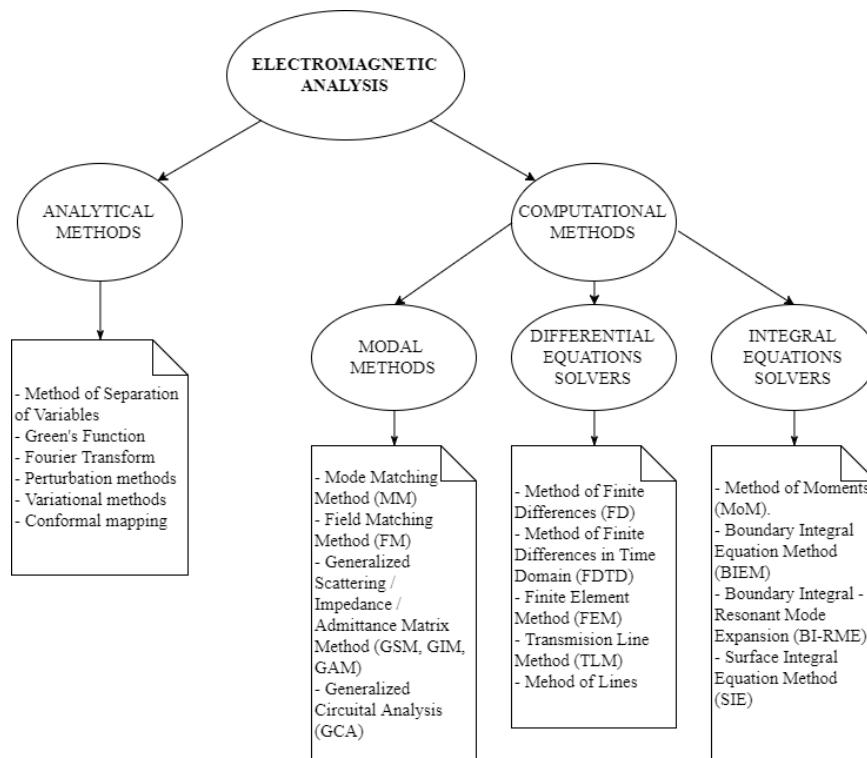 ELECTROMAGNETIC
ANALYSIS
ANALYTICAL
METHODS
COMPUTATIONAL
METHODS
MODAL
METHODS
DIFFERENTIAL
EQUATIONS
SOLVERS
INTEGRAL
EQUATIONS
SOLVERS
- Method of Separation
of Variables
- Green's Function
- Fourier Transform
- Perturbation methods
- Variational methods
- Conformal mapping
- Mode Matching
Method (MM)
- Field Matching
Method (FM)
- Generalized
Scattering /
Impedance /
Admittance Matrix
Method (GSM, GIM,
GAM)
- Generalized
Circuital Analysis
(GCA)
- Method of Finite
Differences (FD)
- Method of Finite
Differences in Time
Domain (FDTD)
- Finite Element
Method (FEM)
- Transmision Line
Method (TLM)
- Mehod of Lines
- Method of Moments
(MoM).
- Boundary Integral
Equation Method
(BIEM)
- Boundary Integral -
Resonant Mode
Expansion (BI-RME)
- Surface Integral
Equation Method
(SIE)